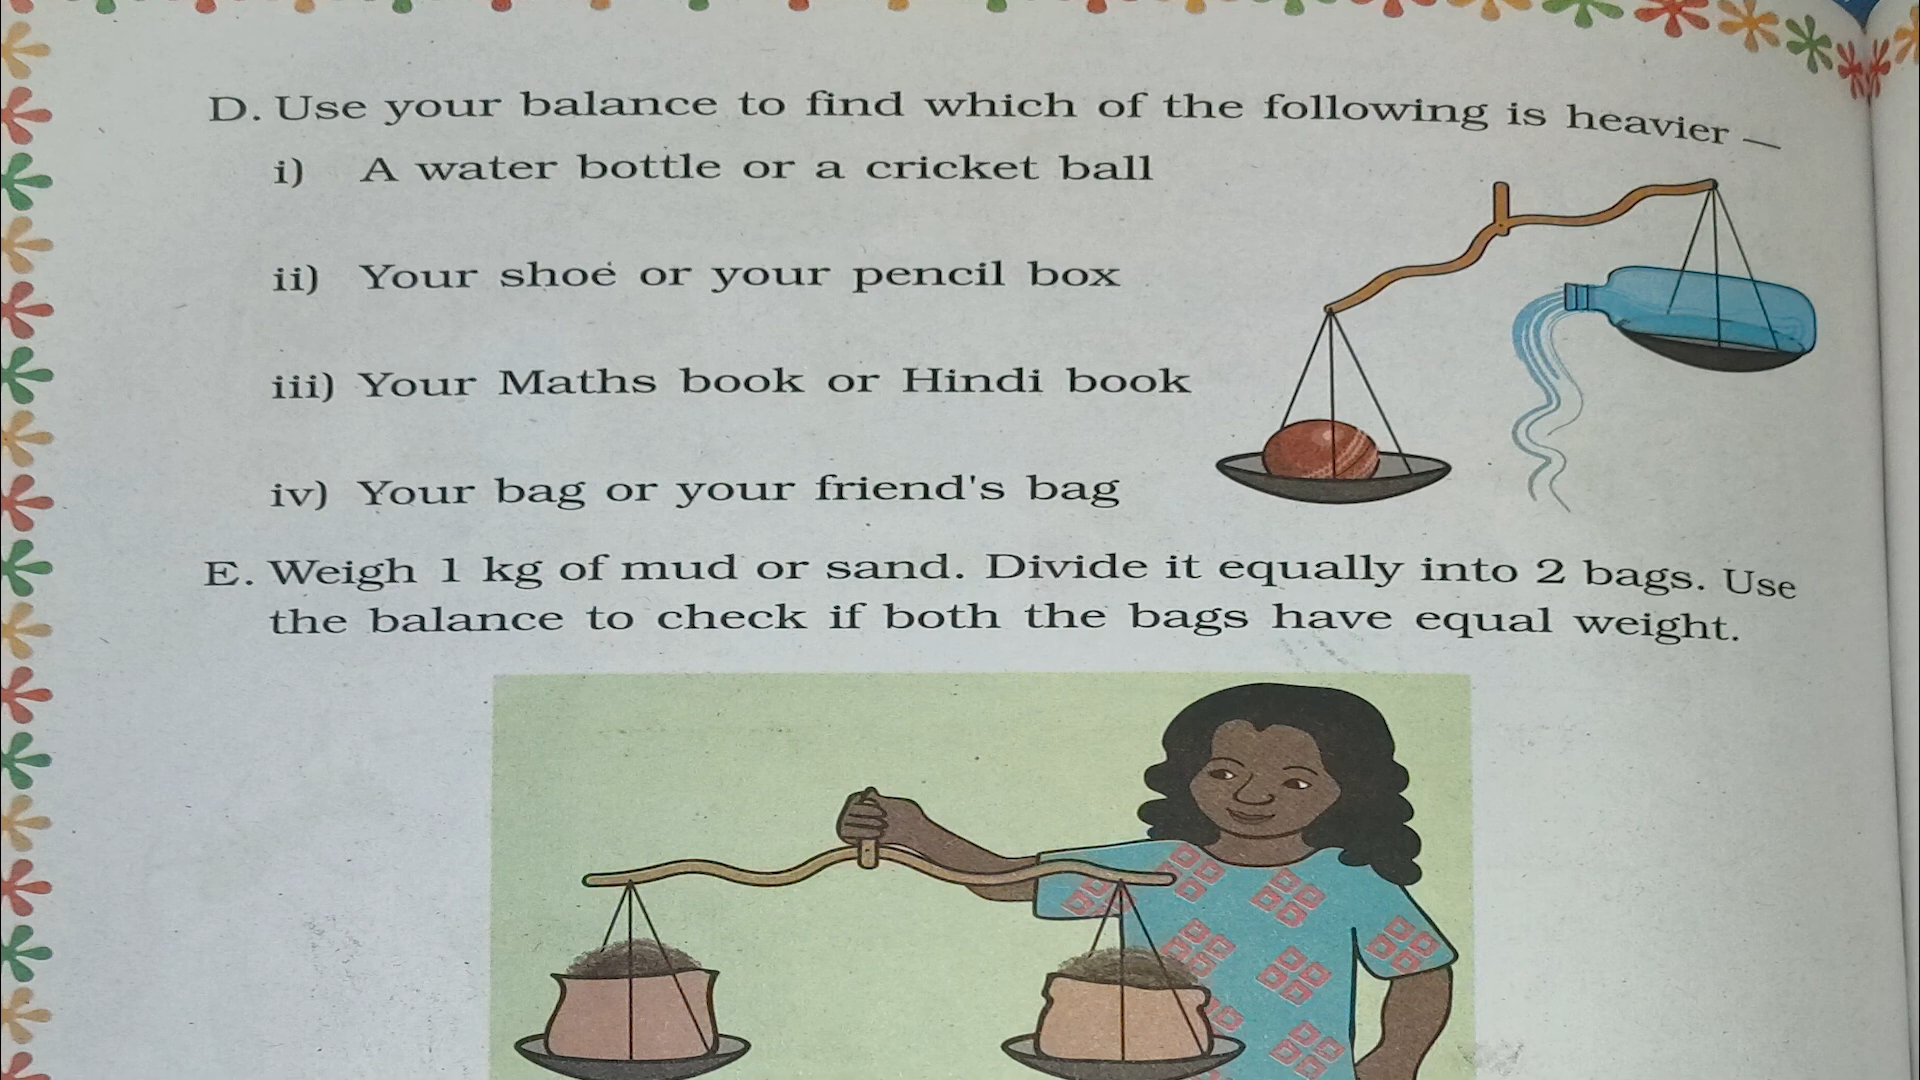 D. Use your balance to find which of the following is heavier —
i) A water bottle or a cricket ball
ii) Your shoe or your pencil box
iii) Your Maths book or Hindi book
iv) Your bag or your friend's bag
E. Weigh 1 kg of mud or sand. Divide it equally into 2 bags. Use
the balance to check if both the bags have equal weight.